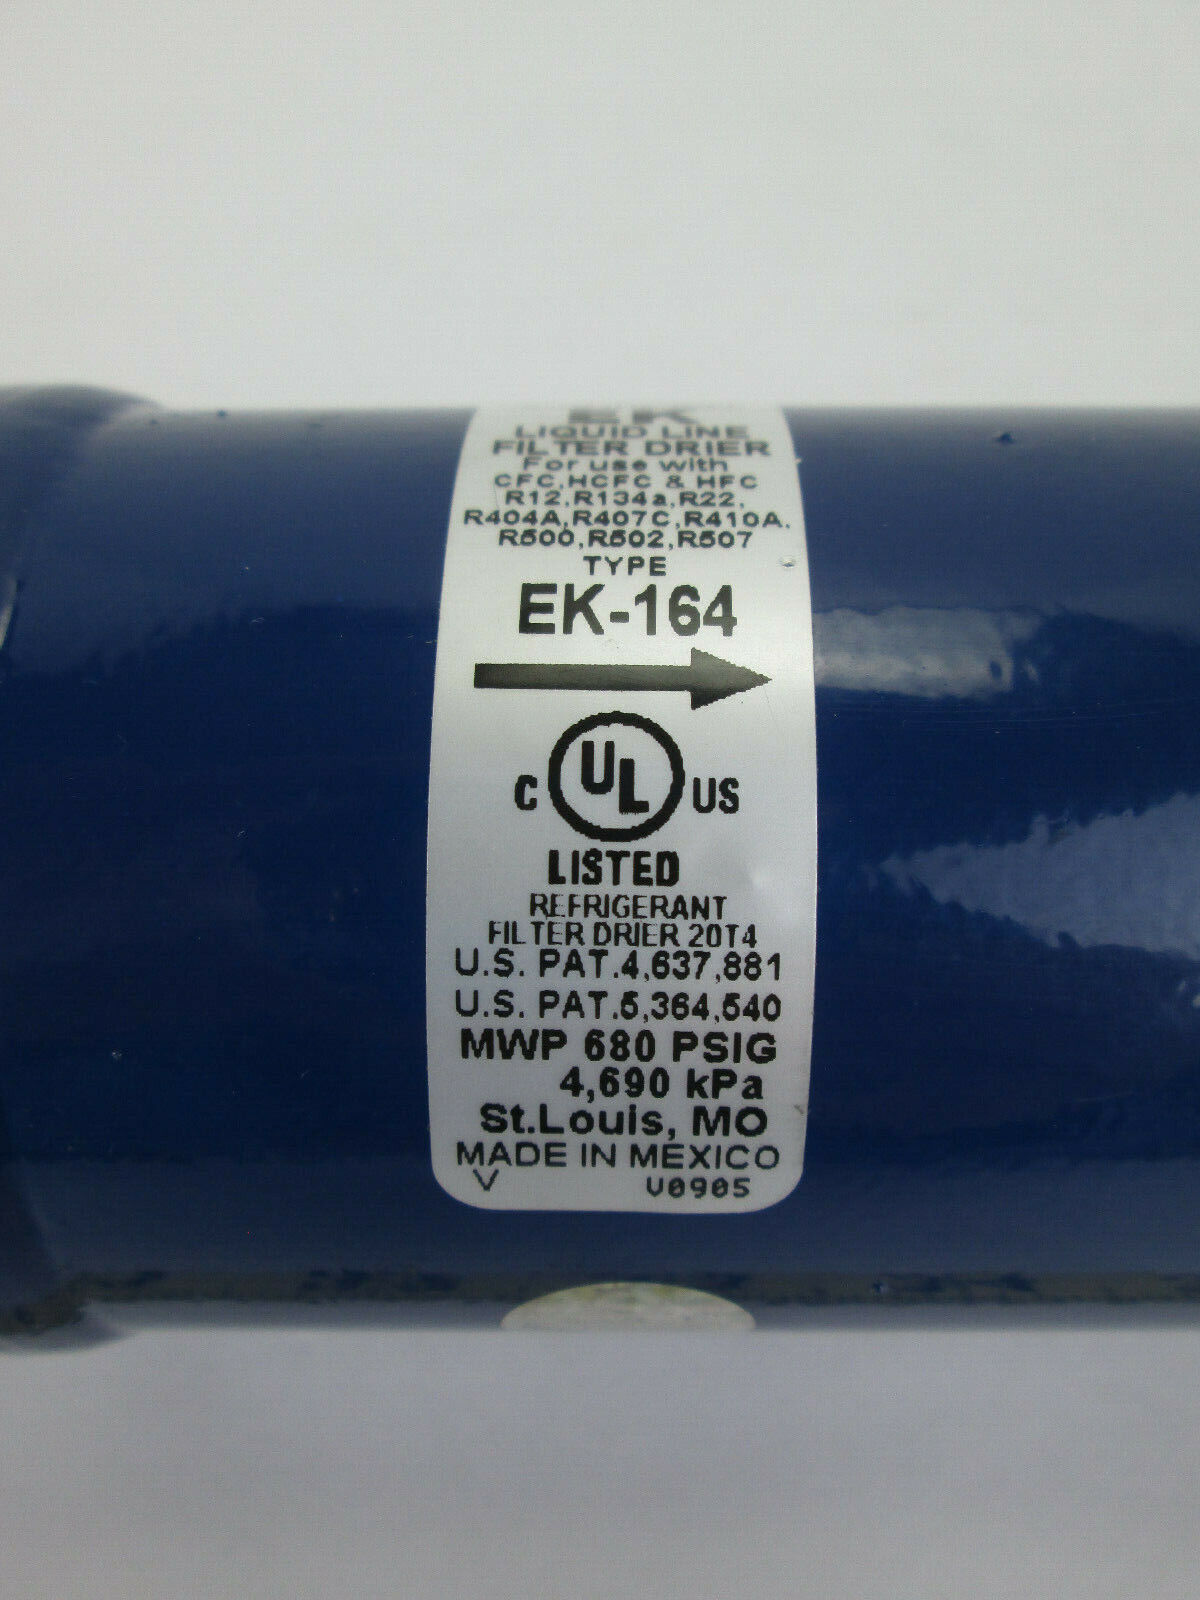 EK
LIQUID LINE
FILTER DRIER
For use with
CFC, HCFC & HFC
R12, R134a, R22,
R404A, R407C, R410A,
R500, R502, R507
TYPE
EK-164
C UL US
LISTED
REFRIGERANT
FILTER DRIER 20T4
U.S. PAT.4,637,881
U.S. PAT.5,364,540
MWP 680 PSIG
4,690 kPa
St.Louis, MO
MADE IN MEXICO
V V0905